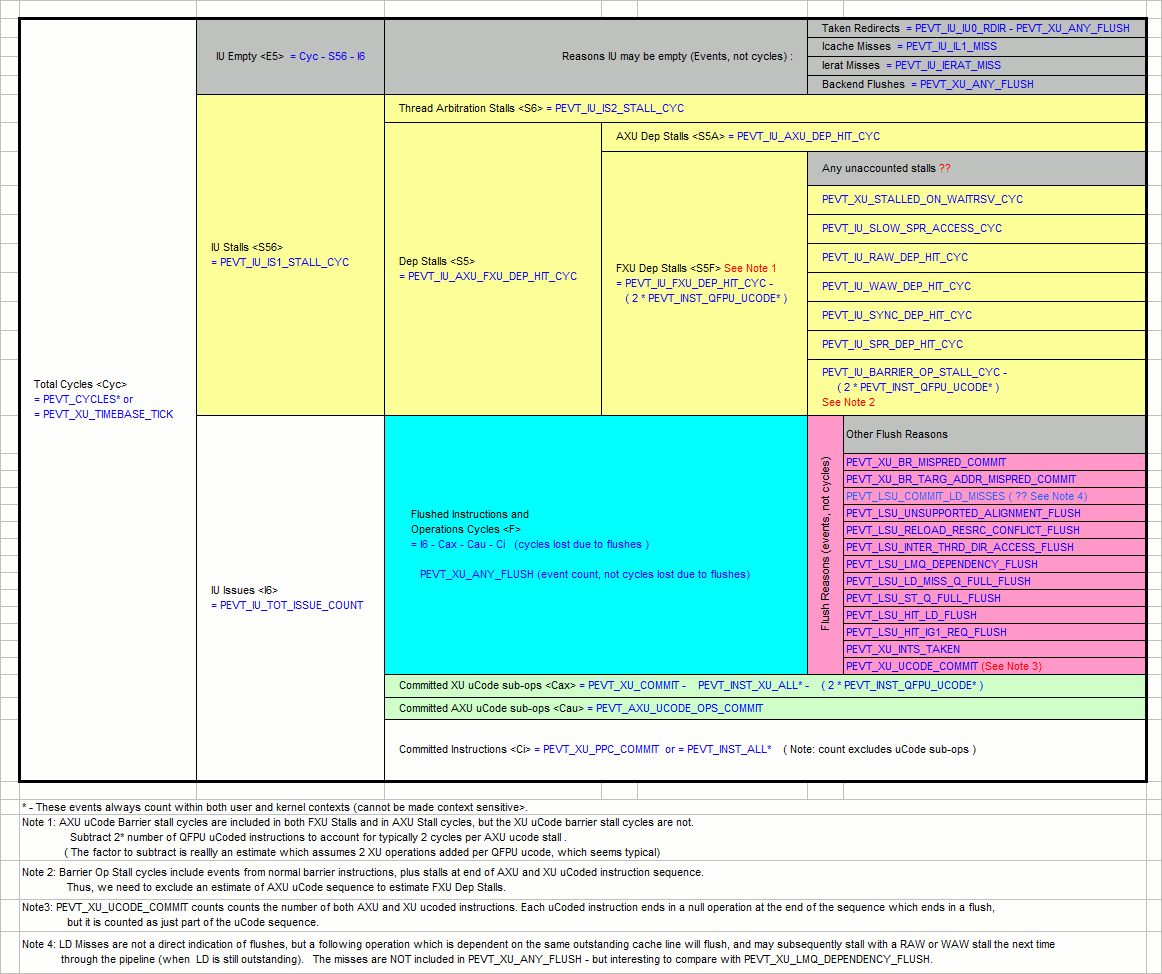 Taken Redirects = PEVT_IU_IU0_RDIR - PEVT_XU_ANY_FLUSH
IU Empty <E5> = Cyc - S56 - I6
Reasons IU may be empty (Events, not cycles) :
Icache Misses = PEVT_IU_IL1_MISS
Ierat Misses = PEVT_IU_IERAT_MISS
Backend Flushes = PEVT_XU_ANY_FLUSH
Thread Arbitration Stalls <S6> = PEVT_IU_IS2_STALL_CYC
AXU Dep Stalls <S5A> = PEVT_IU_AXU_DEP_HIT_CYC
Any unaccounted stalls ??
PEVT_XU_STALLED_ON_WAITRSV_CYC
PEVT_IU_SLOW_SPR_ACCESS_CYC
IU Stalls <S56>
= PEVT_IU_IS1_STALL_CYC
Dep Stalls <S5>
= PEVT_IU_AXU_FXU_DEP_HIT_CYC
FXU Dep Stalls <S5F> See Note 1
= PEVT_IU_FXU_DEP_HIT_CYC -
( 2 * PEVT_INST_QFPU_UCODE* )
PEVT_IU_RAW_DEP_HIT_CYC
PEVT_IU_WAW_DEP_HIT_CYC
PEVT_IU_SYNC_DEP_HIT_CYC
PEVT_IU_SPR_DEP_HIT_CYC
PEVT_IU_BARRIER_OP_STALL_CYC -
( 2 * PEVT_INST_QFPU_UCODE* )
See Note 2
Total Cycles <Cyc>
= PEVT_CYCLES* or
= PEVT_XU_TIMEBASE_TICK
IU Issues <I6>
= PEVT_IU_TOT_ISSUE_COUNT
Flushed Instructions and
Operations Cycles <F>
= I6 - Cax - Cau - Ci (cycles lost due to flushes )
PEVT_XU_ANY_FLUSH (event count, not cycles lost due to flushes)
Flush Reasons (events, not cycles)
Other Flush Reasons
PEVT_XU_BR_MISPRED_COMMIT
PEVT_XU_BR_TARG_ADDR_MISPRED_COMMIT
PEVT_LSU_COMMIT_LD_MISSES ( ?? See Note 4)
PEVT_LSU_UNSUPPORTED_ALIGNMENT_FLUSH
PEVT_LSU_RELOAD_RESRC_CONFLICT_FLUSH
PEVT_LSU_INTER_THRD_DIR_ACCESS_FLUSH
PEVT_LSU_LMQ_DEPENDENCY_FLUSH
PEVT_LSU_LD_MISS_Q_FULL_FLUSH
PEVT_LSU_ST_Q_FULL_FLUSH
PEVT_LSU_HIT_LD_FLUSH
PEVT_LSU_HIT_IG1_REQ_FLUSH
PEVT_XU_INTS_TAKEN
PEVT_XU_UCODE_COMMIT (See Note 3)
Committed XU uCode sub-ops <Cax> = PEVT_XU_COMMIT - PEVT_INST_XU_ALL* - ( 2 * PEVT_INST_QFPU_UCODE* )
Committed AXU uCode sub-ops <Cau> = PEVT_AXU_UCODE_OPS_COMMIT
Committed Instructions <Ci> = PEVT_XU_PPC_COMMIT or = PEVT_INST_ALL* ( Note: count excludes uCode sub-ops )
* - These events always count within both user and kernel contexts (cannot be made context sensitive>.
Note 1: AXU uCode Barrier stall cycles are included in both FXU Stalls and in AXU Stall cycles, but the XU uCode barrier stall cycles are not.
Subtract 2* number of QFPU uCoded instructions to account for typically 2 cycles per AXU ucode stall .
( The factor to subtract is reallly an estimate which assumes 2 XU operations added per QFPU ucode, which seems typical)
Note 2: Barrier Op Stall cycles include events from normal barrier instructions, plus stalls at end of AXU and XU uCoded instruction sequence.
Thus, we need to exclude an estimate of AXU uCode sequence to estimate FXU Dep Stalls.
Note3: PEVT_XU_UCODE_COMMIT counts counts the number of both AXU and XU ucoded instructions. Each uCoded instruction ends in a null operation at the end of the sequence which ends in a flush,
but it is counted as just part of the uCode sequence.
Note 4: LD Misses are not a direct indication of flushes, but a following operation which is dependent on the same outstanding cache line will flush, and may subsequently stall with a RAW or WAW stall the next time
through the pipeline (when LD is still outstanding). The misses are NOT included in PEVT_XU_ANY_FLUSH - but interesting to compare with PEVT_XU_LMQ_DEPENDENCY_FLUSH.